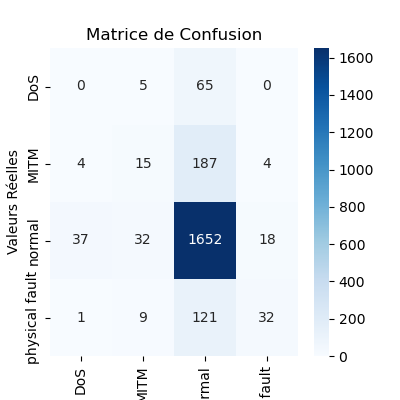 Matrice de Confusion
Valeurs Réelles
DoS 0 5 65 0
MITM 4 15 187 4
normal 37 32 1652 18
physical fault 1 9 121 32
DoS MITM rmal fault
1600
1400
1200
1000
800
600
400
200
0